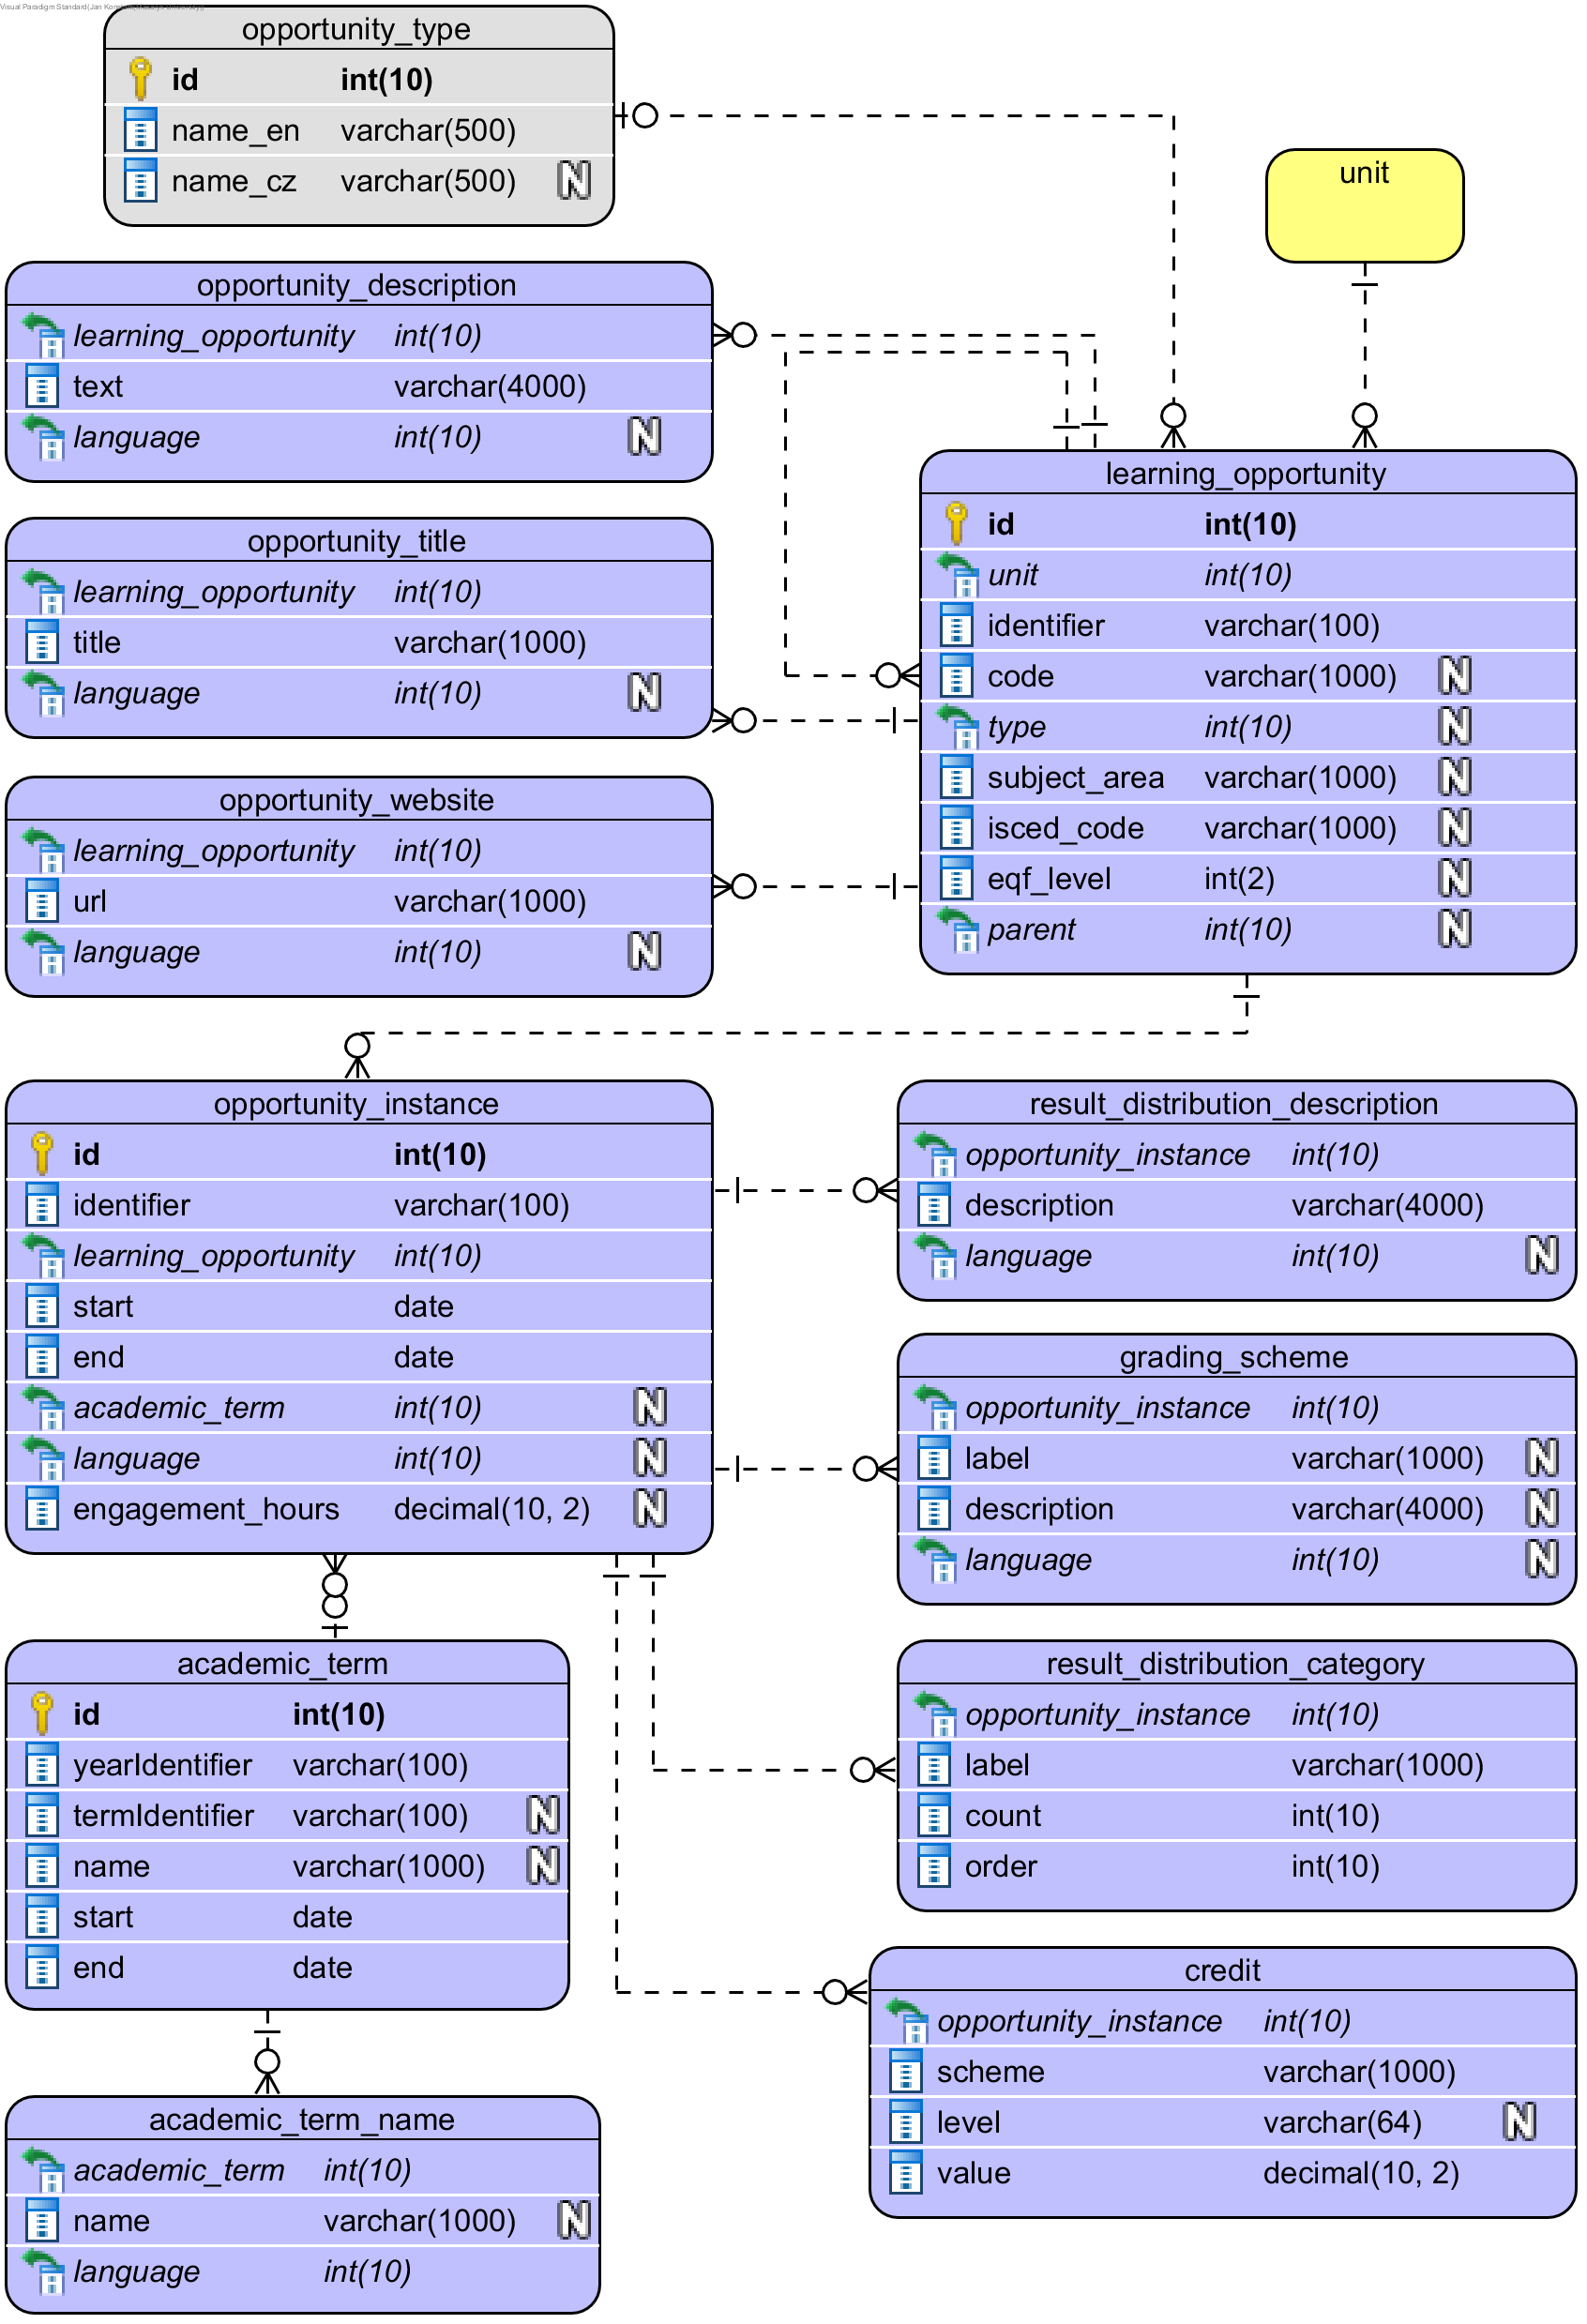 Visual Paradigm Standard(Jan Kon
opportunity_type
id int(10)
name_en varchar(500)
name_cz varchar(500) N
unit
opportunity_description
learning_opportunity int(10)
text varchar(4000)
language int(10) N
opportunity_title
learning_opportunity int(10)
title varchar(1000)
language int(10) N
opportunity_website
learning_opportunity int(10)
url varchar(1000)
language int(10) N
learning_opportunity
id int(10)
unit int(10)
identifier varchar(100)
code varchar(1000) N
type int(10) N
subject_area varchar(1000) N
isced_code varchar(1000) N
eqf_level int(2) N
parent int(10) N
opportunity_instance
id int(10)
identifier varchar(100)
learning_opportunity int(10)
start date
end date
academic_term int(10) N
language int(10) N
engagement_hours decimal(10, 2) N
result_distribution_description
opportunity_instance int(10)
description varchar(4000)
language int(10) N
grading_scheme
opportunity_instance int(10)
label varchar(1000) N
description varchar(4000) N
language int(10) N
academic_term
id int(10)
yearIdentifier varchar(100)
termIdentifier varchar(100) N
name varchar(1000) N
start date
end date
result_distribution_category
opportunity_instance int(10)
label varchar(1000)
count int(10)
order int(10)
credit
opportunity_instance int(10)
scheme varchar(1000)
level varchar(64) N
value decimal(10, 2)
academic_term_name
academic_term int(10)
name varchar(1000) N
language int(10)